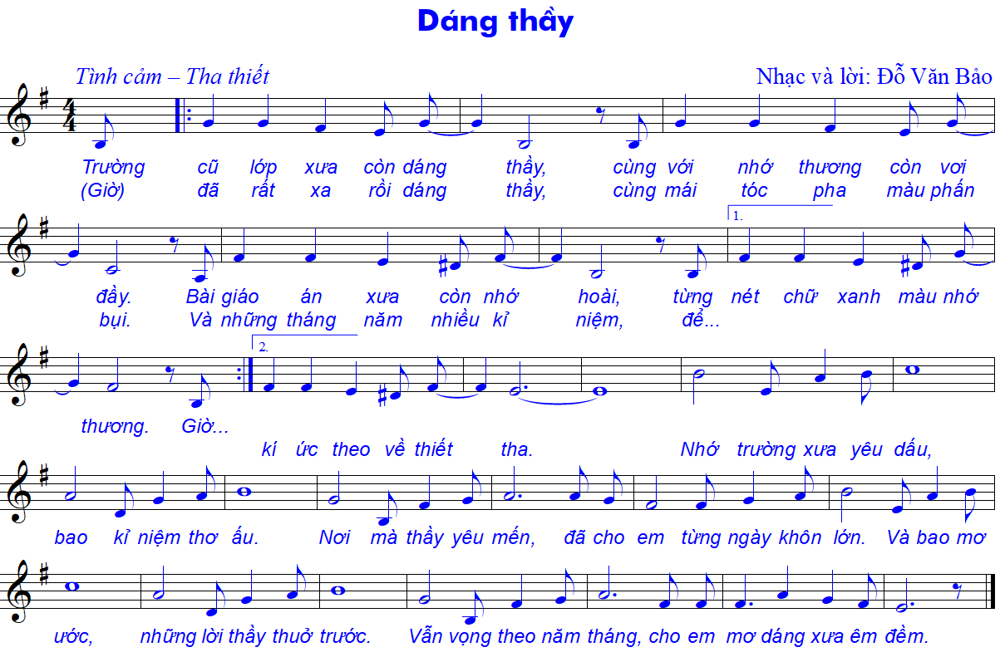 Dáng thầy
Tình cảm – Tha thiết
Nhạc và lời: Đỗ Văn Bảo
4
4
Trường cũ lớp xưa còn dáng thầy, cùng với nhớ thương còn vơi
(Giờ) đã rất xa rồi dáng thầy, cùng mái tóc pha màu phấn
1.
đầy. Bài giáo án xưa còn nhớ hoài, từng nét chữ xanh màu nhớ
bụi. Và những tháng năm nhiều kỉ niệm, để...
2.
thương. Giờ...
kí ức theo về thiết tha. Nhớ trường xưa yêu dấu,
bao kỉ niệm thơ ấu. Nơi mà thầy yêu mến, đã cho em từng ngày khôn lớn. Và bao mơ
ước, những lời thầy thuở trước. Vẫn vọng theo năm tháng, cho em mơ dáng xưa êm đềm.